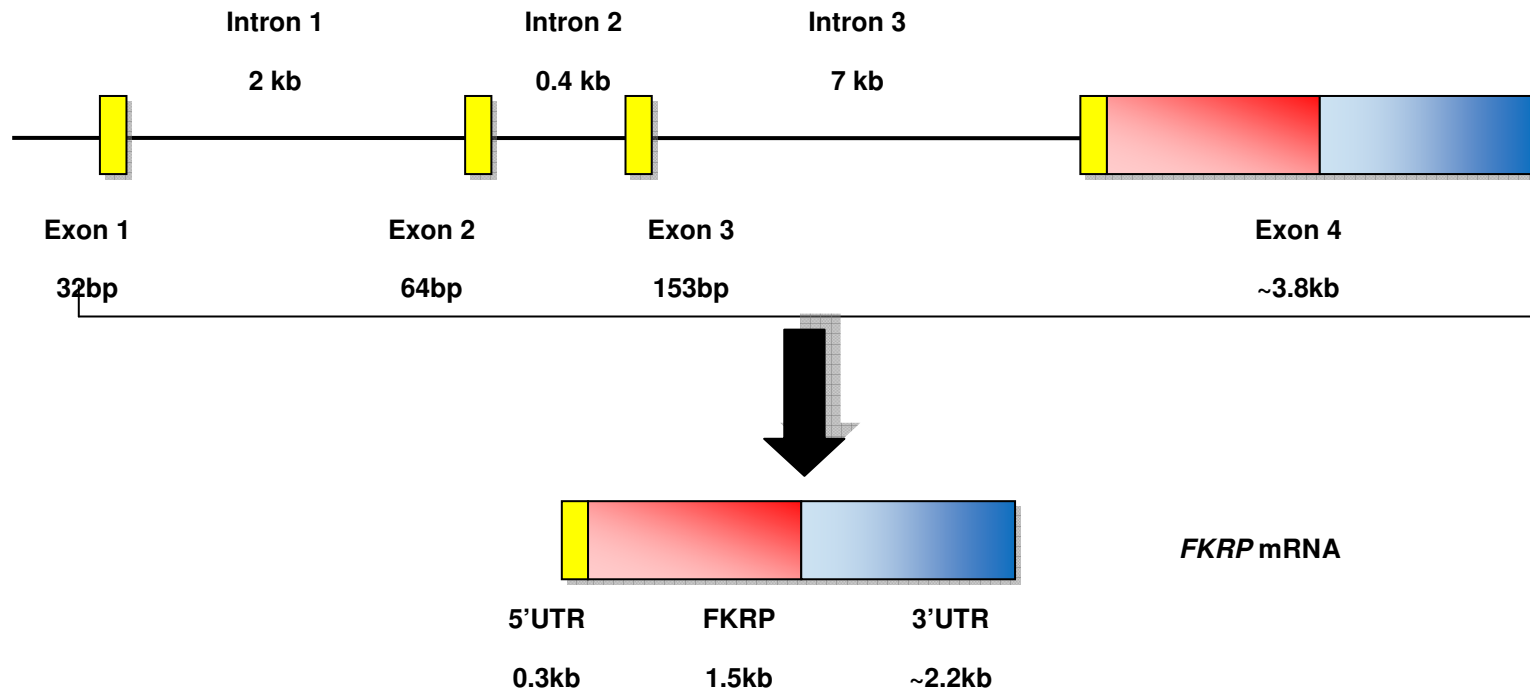 Intron 1 Intron 2 Intron 3
2 kb 0.4 kb 7 kb
Exon 1 Exon 2 Exon 3 Exon 4
32bp 64bp 153bp ~3.8kb
FKRP mRNA
5’UTR FKRP 3’UTR
0.3kb 1.5kb ~2.2kb